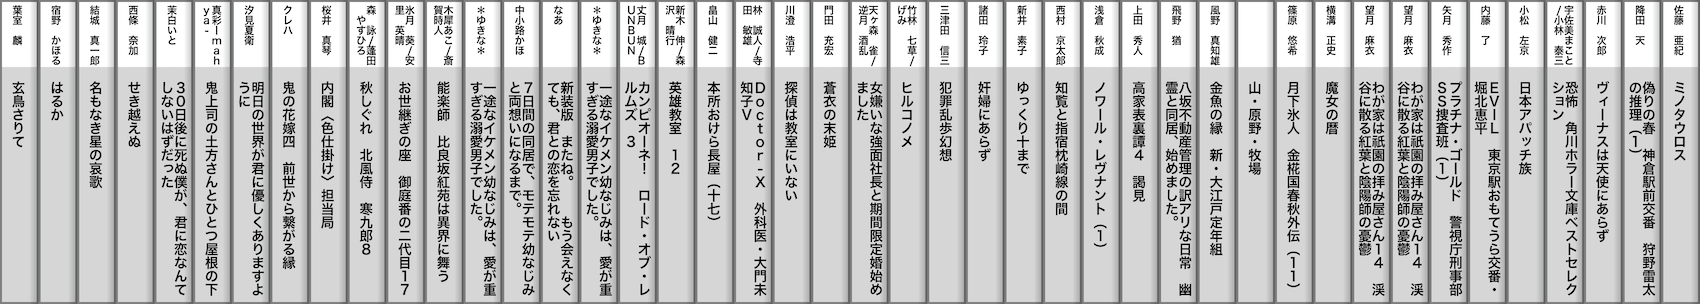 佐藤　亜紀
ミノタウロス
降田　天
偽りの春　神倉駅前交番　狩野雷太
の推理（１）
赤川　次郎
ヴィーナスは天使にあらず
宇佐美まこと
/小林　泰三
恐怖　角川ホラー文庫ベストセレク
ション
小松　左京
日本アパッチ族
内藤　了
ＥＶＩＬ　東京駅おもてうら交番・
堀北恵平
矢月　秀作
プラチナ・ゴールド　警視庁刑事部
ＳＳ捜査班（１）
望月　麻衣
わが家は祇園の拝み屋さん１４　渓
谷に散る紅葉と陰陽師の憂鬱
望月　麻衣
わが家は祇園の拝み屋さん１４　渓
谷に散る紅葉と陰陽師の憂鬱
横溝　正史
魔女の暦
篠原　悠希
月下氷人　金椛国春秋外伝（１１）
山・原野・牧場
風野　真知雄
金魚の縁　新・大江戸定年組
飛野　猶
八坂不動産管理の訳アリな日常　幽
霊と同居、始めました。
上田　秀人
高家表裏譚４　謁見
浅倉　秋成
ノワール・レヴナント（１）
西村　京太郎
知覧と指宿枕崎線の間
新井　素子
ゆっくり十まで
諸田　玲子
奸婦にあらず
三津田　信三
犯罪乱歩幻想
竹林　七草/
げみ
ヒルコノメ
天ヶ森　雀/
逆月　酒乱
女嫌いな強面社長と期間限定婚始め
ました
門田　充宏
蒼衣の末姫
川澄　浩平
探偵は教室にいない
林　誠人/寺
田　敏雄
Ｄｏｃｔｏｒ-Ｘ　外科医・大門未
知子Ｖ
畠山　健二
本所おけら長屋（十七）
新木　伸/森
沢　晴行
英雄教室　１２
丈月　城/Ｂ
ＵＮＢＵＮ
カンピオーネ！　ロード・オブ・レ
ルムズ　３
＊ゆきな＊
一途なイケメン幼なじみは、愛が重
すぎる溺愛男子でした。
なあ
新装版　またね。　もう会えなく
ても、君との恋を忘れない
中小路かほ
７日間の同居で、モテモテ幼なじみ
と両想いになるまで。
＊ゆきな＊
一途なイケメン幼なじみは、愛が重
すぎる溺愛男子でした。
木犀あこ/斎
賀時人
能楽師　比良坂紅苑は異界に舞う
氷月　葵/安
里　英晴
お世継ぎの座　御庭番の二代目１７
森　詠/蓬田
やすひろ
秋しぐれ　北風侍　寒九郎８
桜井　真琴
内閣〈色仕掛け〉担当局
クレハ
鬼の花嫁四　前世から繋がる縁
汐見夏衛
明日の世界が君に優しくありますよ
うに
真彩ーｍａｈ
ｙａ-
鬼上司の土方さんとひとつ屋根の下
茉白いと
３０日後に死ぬ僕が、君に恋なんて
しないはずだった
西條　奈加
せき越えぬ
結城　真一郎
名もなき星の哀歌
宿野　かほる
はるか
葉室　麟
玄鳥さりて